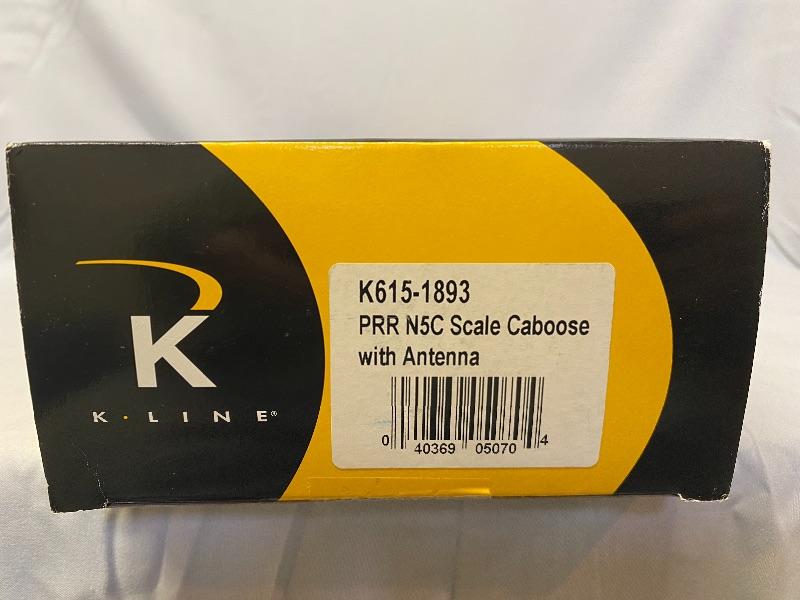 K
K·LINE®
K615-1893
PRR N5C Scale Caboose
with Antenna
0 40369 05070 4